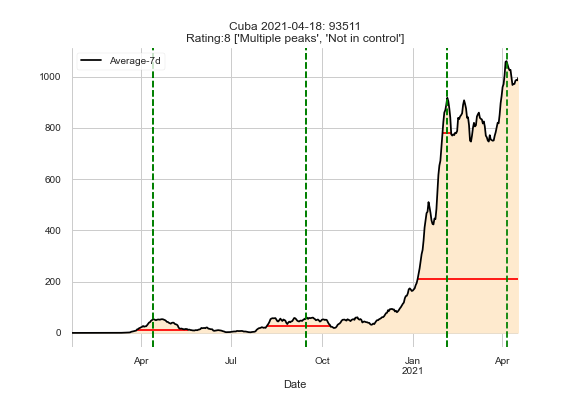 Cuba 2021-04-18: 93511
Rating:8 ['Multiple peaks', 'Not in control']
Average-7d
1000
800
600
400
200
0
Apr
Jul
Oct
Jan
2021
Apr
Date